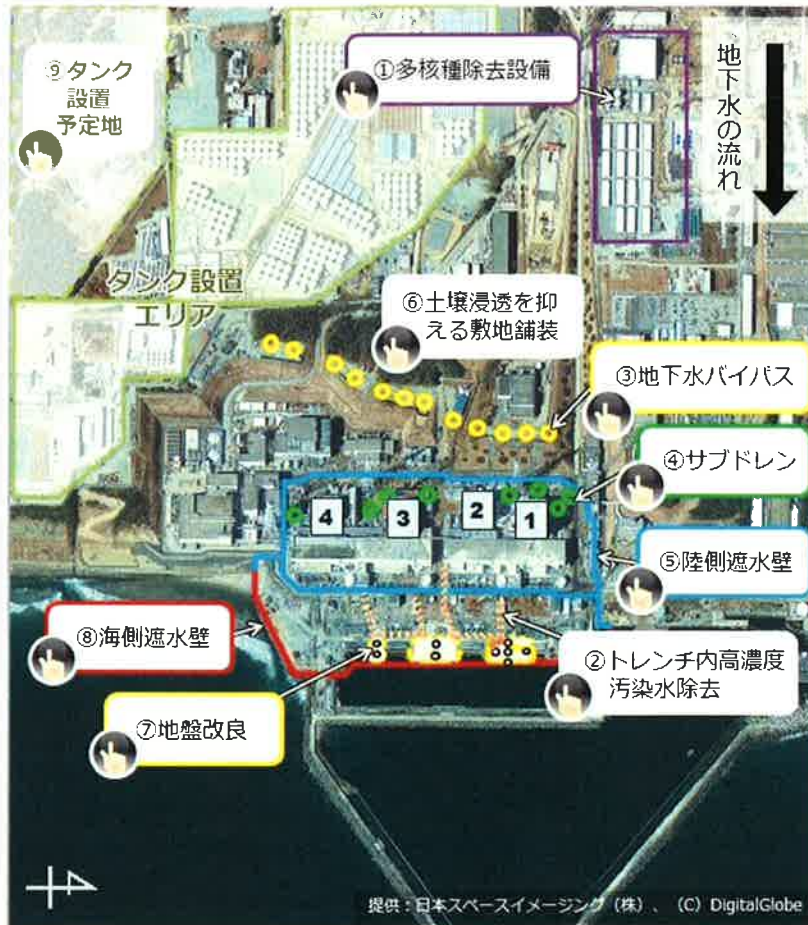 ⑨タンク
設置
予定地
①多核種除去設備
地下水の流れ
タンク設置
エリア
⑥土壌浸透を抑
える敷地舗装
③地下水バイパス
④サブドレン
4
3
2
1
⑤陸側遮水壁
⑧海側遮水壁
②トレンチ内高濃度
汚染水除去
⑦地盤改良
提供：日本スペースイメージング（株）、（C）DigitalGlobe